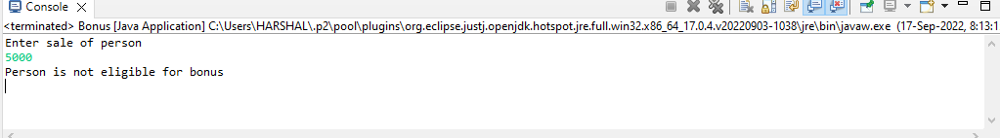 Console
<terminated> Bonus [Java Application] C:\Users\HARSHAL\.p2\pool\plugins\org.eclipse.justj.openjdk.hotspot.jre.full.win32.x86_64_17.0.4.v20220903-1038\jre\bin\javaw.exe (17-Sep-2022, 8:13:1
Enter sale of person
5000
Person is not eligible for bonus